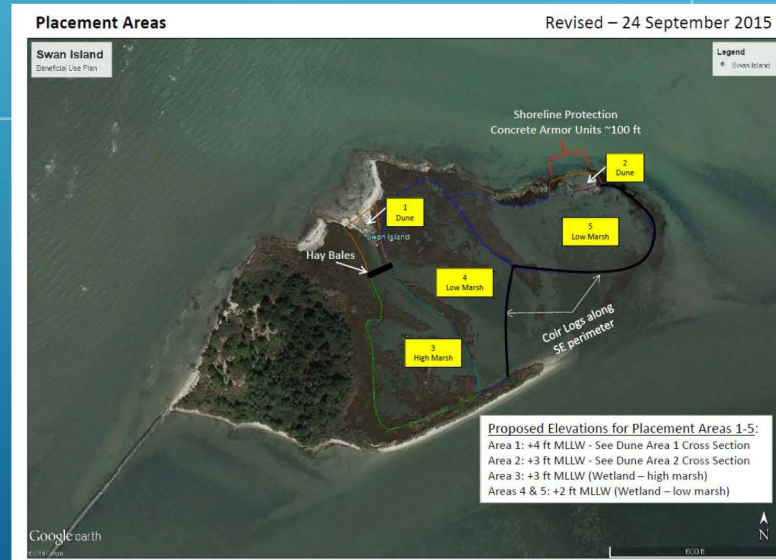 Placement Areas
Revised – 24 September 2015
Swan Island
Beneficial Use Plan
Legend
Swan Island
Shoreline Protection
Concrete Armor Units ~100 ft
2
Dune
1
Dune
Swan Island
5
Low Marsh
Hay Bales
4
Low Marsh
Coir Logs along
SE perimeter
3
High Marsh
Proposed Elevations for Placement Areas 1-5:
Area 1: +4 ft MLLW - See Dune Area 1 Cross Section
Area 2: +3 ft MLLW - See Dune Area 2 Cross Section
Area 3: +3 ft MLLW (Wetland – high marsh)
Areas 4 & 5: +2 ft MLLW (Wetland – low marsh)
Google earth
N
600 ft